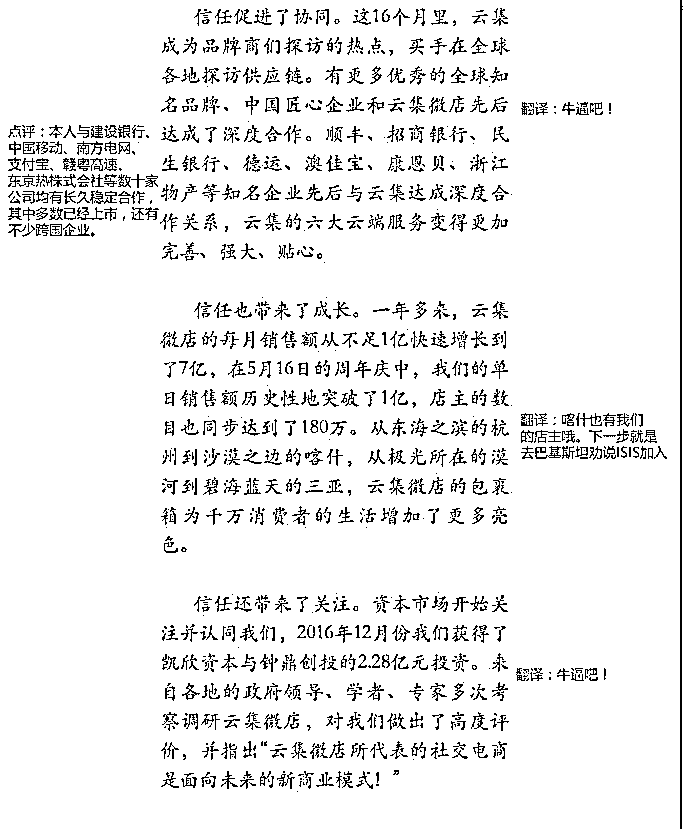 信任促进了协同。这16个月里，云集
成为品牌商们探访的热点，买手在全球
各地探访供应链。有更多优秀的全球知
名品牌、中国匠心企业和云集微店先后
达成了深度合作。顺丰、招商银行、民
生银行、德运、澳佳宝、康恩贝、浙江
物产等知名企业先后与云集达成深度合
作关系，云集的六大云端服务变得更加
完善、强大、贴心。
翻译：牛逼吧！
点评：本人与建设银行、
中国移动、南方电网、
支付宝、赣粤高速、
东京热株式会社等数十家
公司均有长久稳定合作，
其中多数已经上市，还有
不少跨国企业。
信任也带来了成长。一年多来，云集
微店的每月销售额从不足1亿快速增长到
了7亿，在5月16日的周年庆中，我们的单
日销售额历史性地突破了1亿，店主的数
目也同步达到了180万。从东海之滨的杭
州到沙漠之边的喀什，从极光所在的漠
河到碧海蓝天的三亚，云集微店的包裹
箱为千万消费者的生活增加了更多亮
色。
翻译：喀什也有我们
的店主哦。下一步就是
去巴基斯坦劝说ISIS加入
信任还带来了关注。资本市场开始关
注并认同我们，2016年12月份我们获得了
凯欣资本与钟鼎创投的2.28亿元投资。来
自各地的政府领导、学者、专家多次考
察调研云集微店，对我们做出了高度评
价，并指出“云集微店所代表的社交电商
是面向未来的新商业模式！”
翻译：牛逼吧！